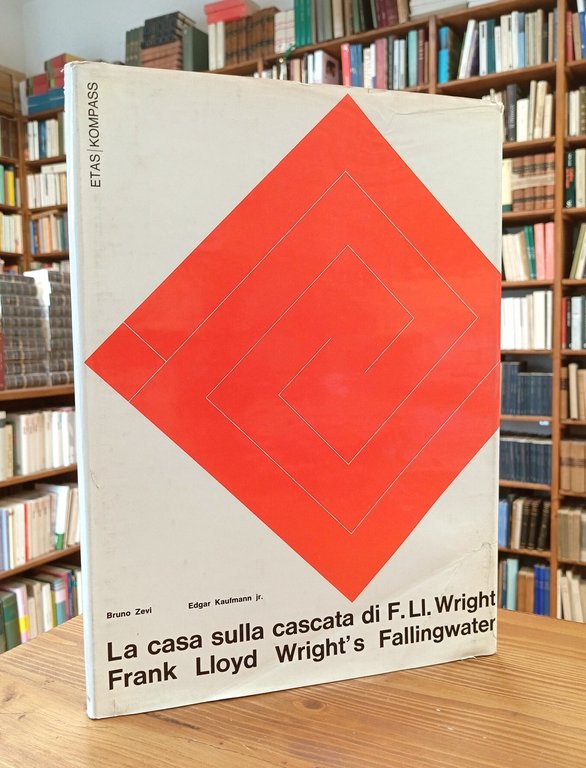 ETAS|KOMPASS
Bruno Zevi Edgar Kaufmann jr.
La casa sulla cascata di F. Ll. Wright
Frank Lloyd Wright's Fallingwater